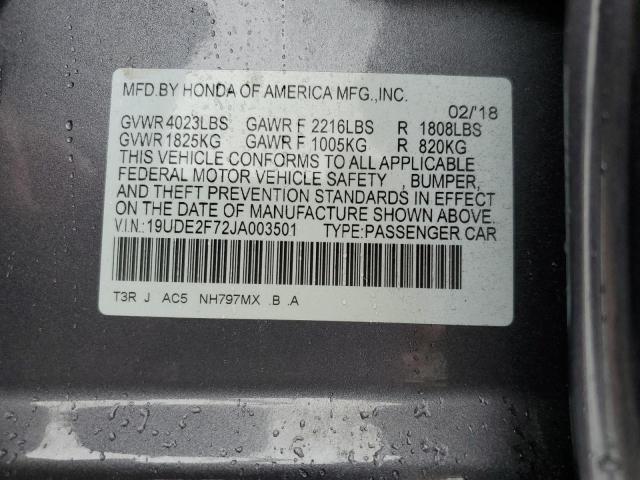 MFD.BY HONDA OF AMERICA MFG.,INC.
02/'18
GVWR 4023LBS GAWR F 2216LBS R 1808LBS
GVWR 1825KG GAWR F 1005KG R 820KG
THIS VEHICLE CONFORMS TO ALL APPLICABLE
FEDERAL MOTOR VEHICLE SAFETY , BUMPER,
AND THEFT PREVENTION STANDARDS IN EFFECT
ON THE DATE OF MANUFACTURE SHOWN ABOVE.
V.I.N.: 19UDE2F72JA003501 TYPE:PASSENGER CAR
T3R J AC5 NH797MX .B .A